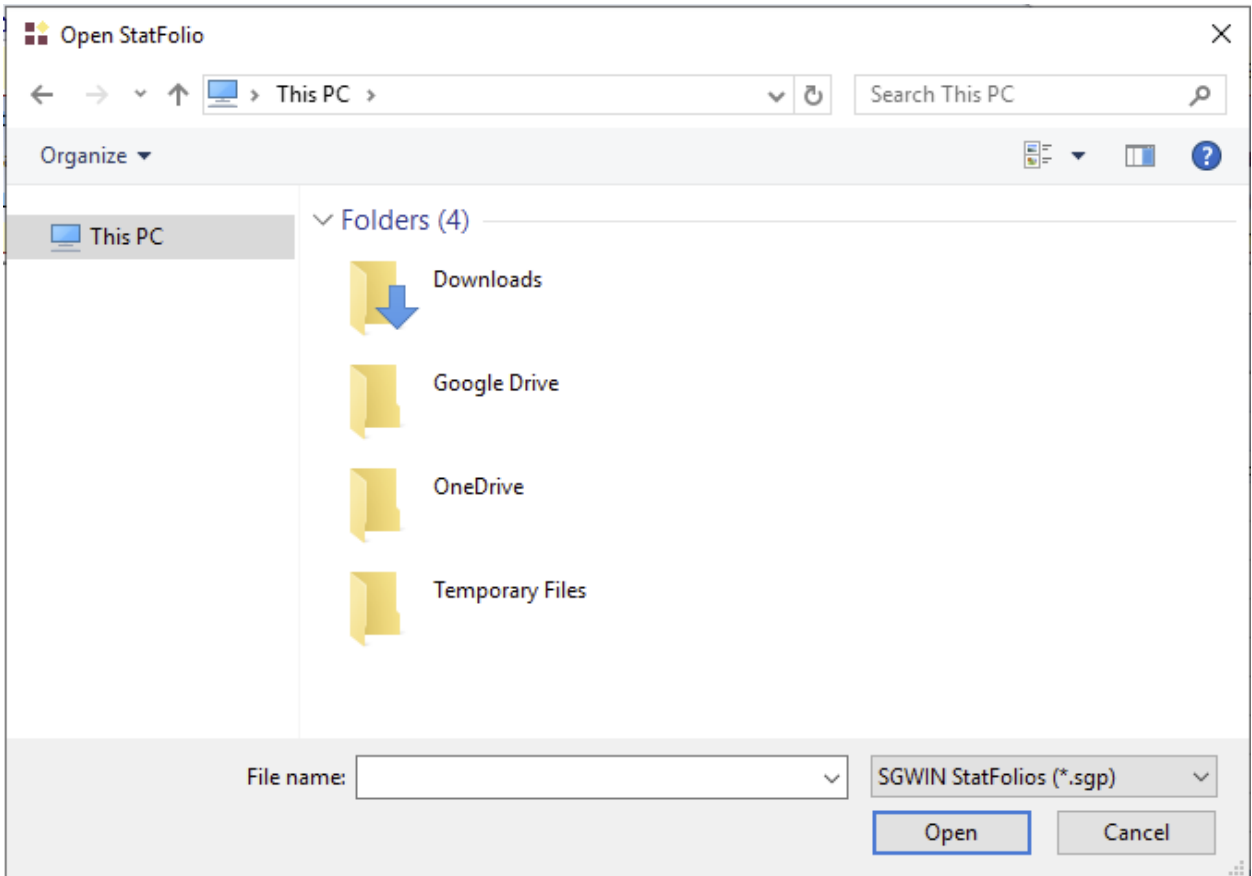 Open StatFolio
This PC
Search This PC
Organize
?
This PC
Folders (4)
Downloads
Google Drive
OneDrive
Temporary Files
File name:
SGWIN StatFolios (*.sgp)
Open
Cancel